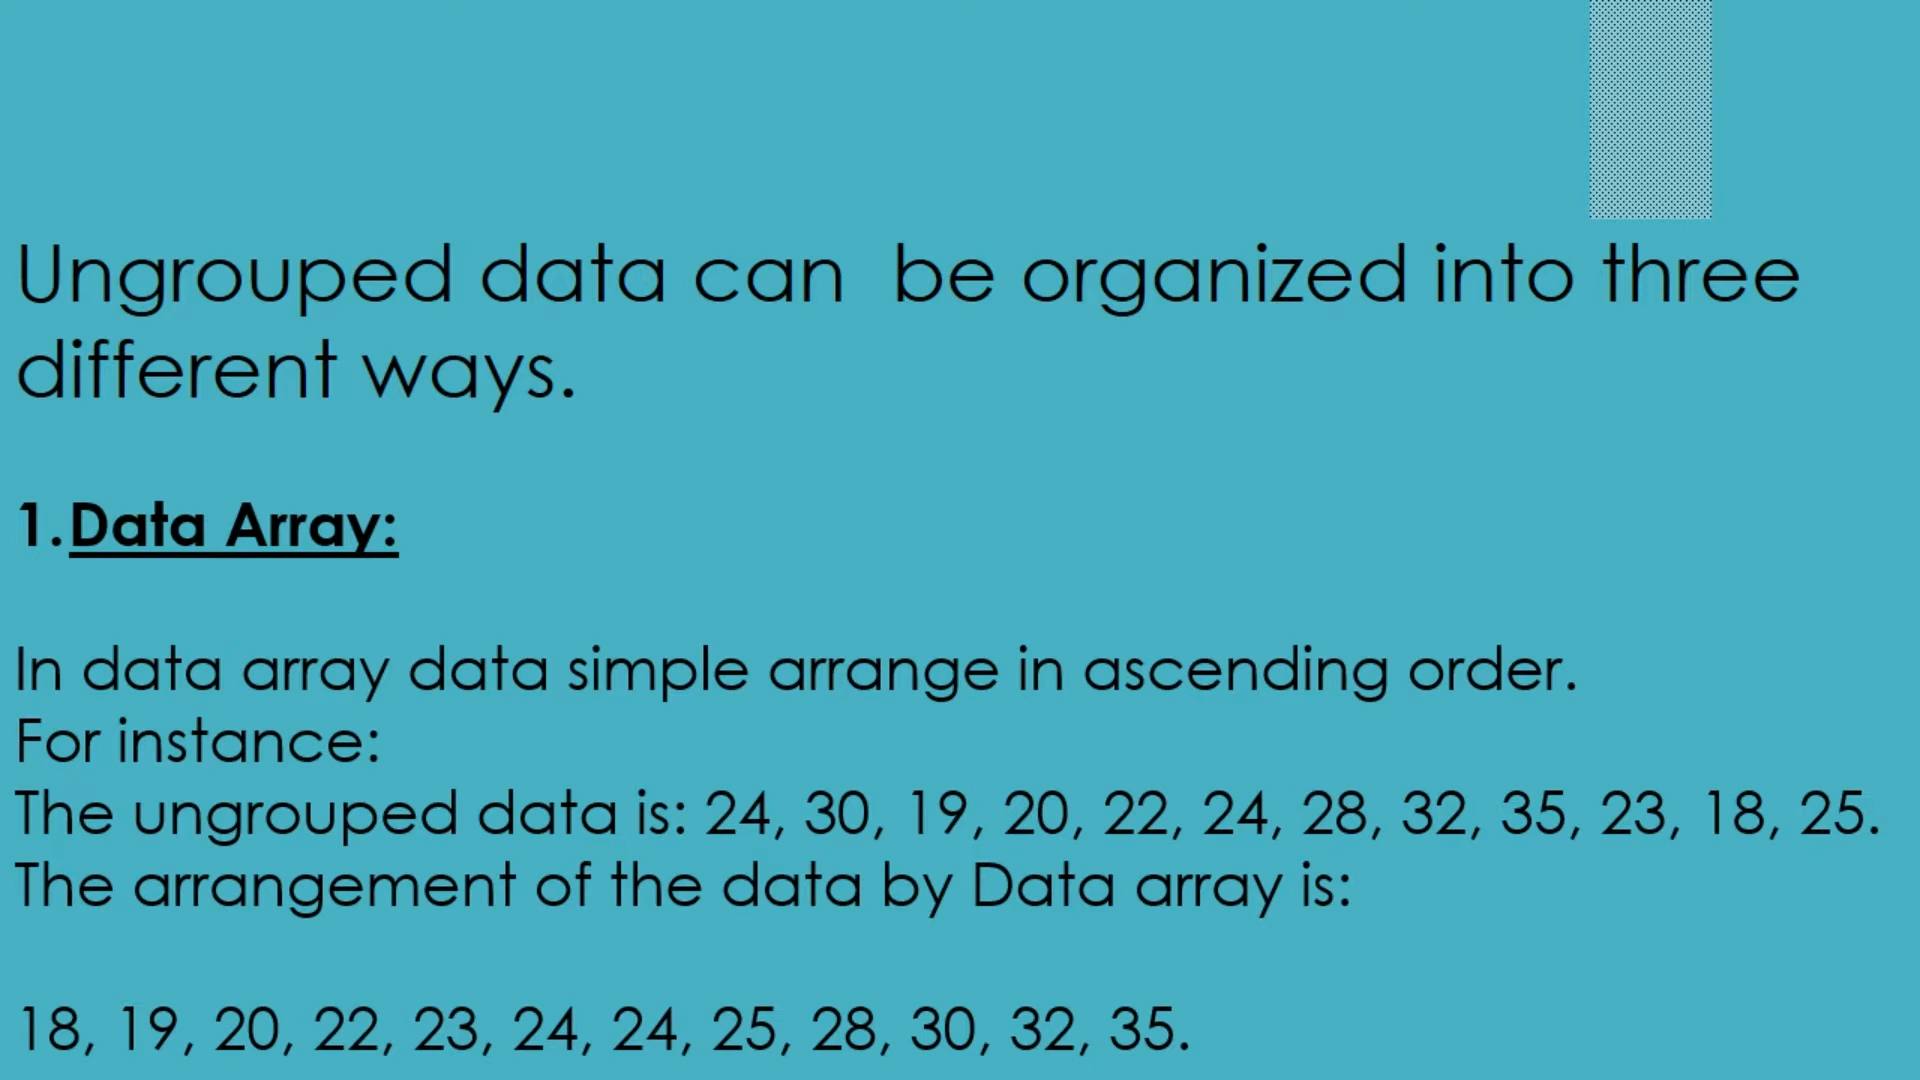 Ungrouped data can  be organized into three
different ways.
1.Data Array:
In data array data simple arrange in ascending order.
For instance:
The ungrouped data is: 24, 30, 19, 20, 22, 24, 28, 32, 35, 23, 18, 25.
The arrangement of the data by Data array is:
18, 19, 20, 22, 23, 24, 24, 25, 28, 30, 32, 35.